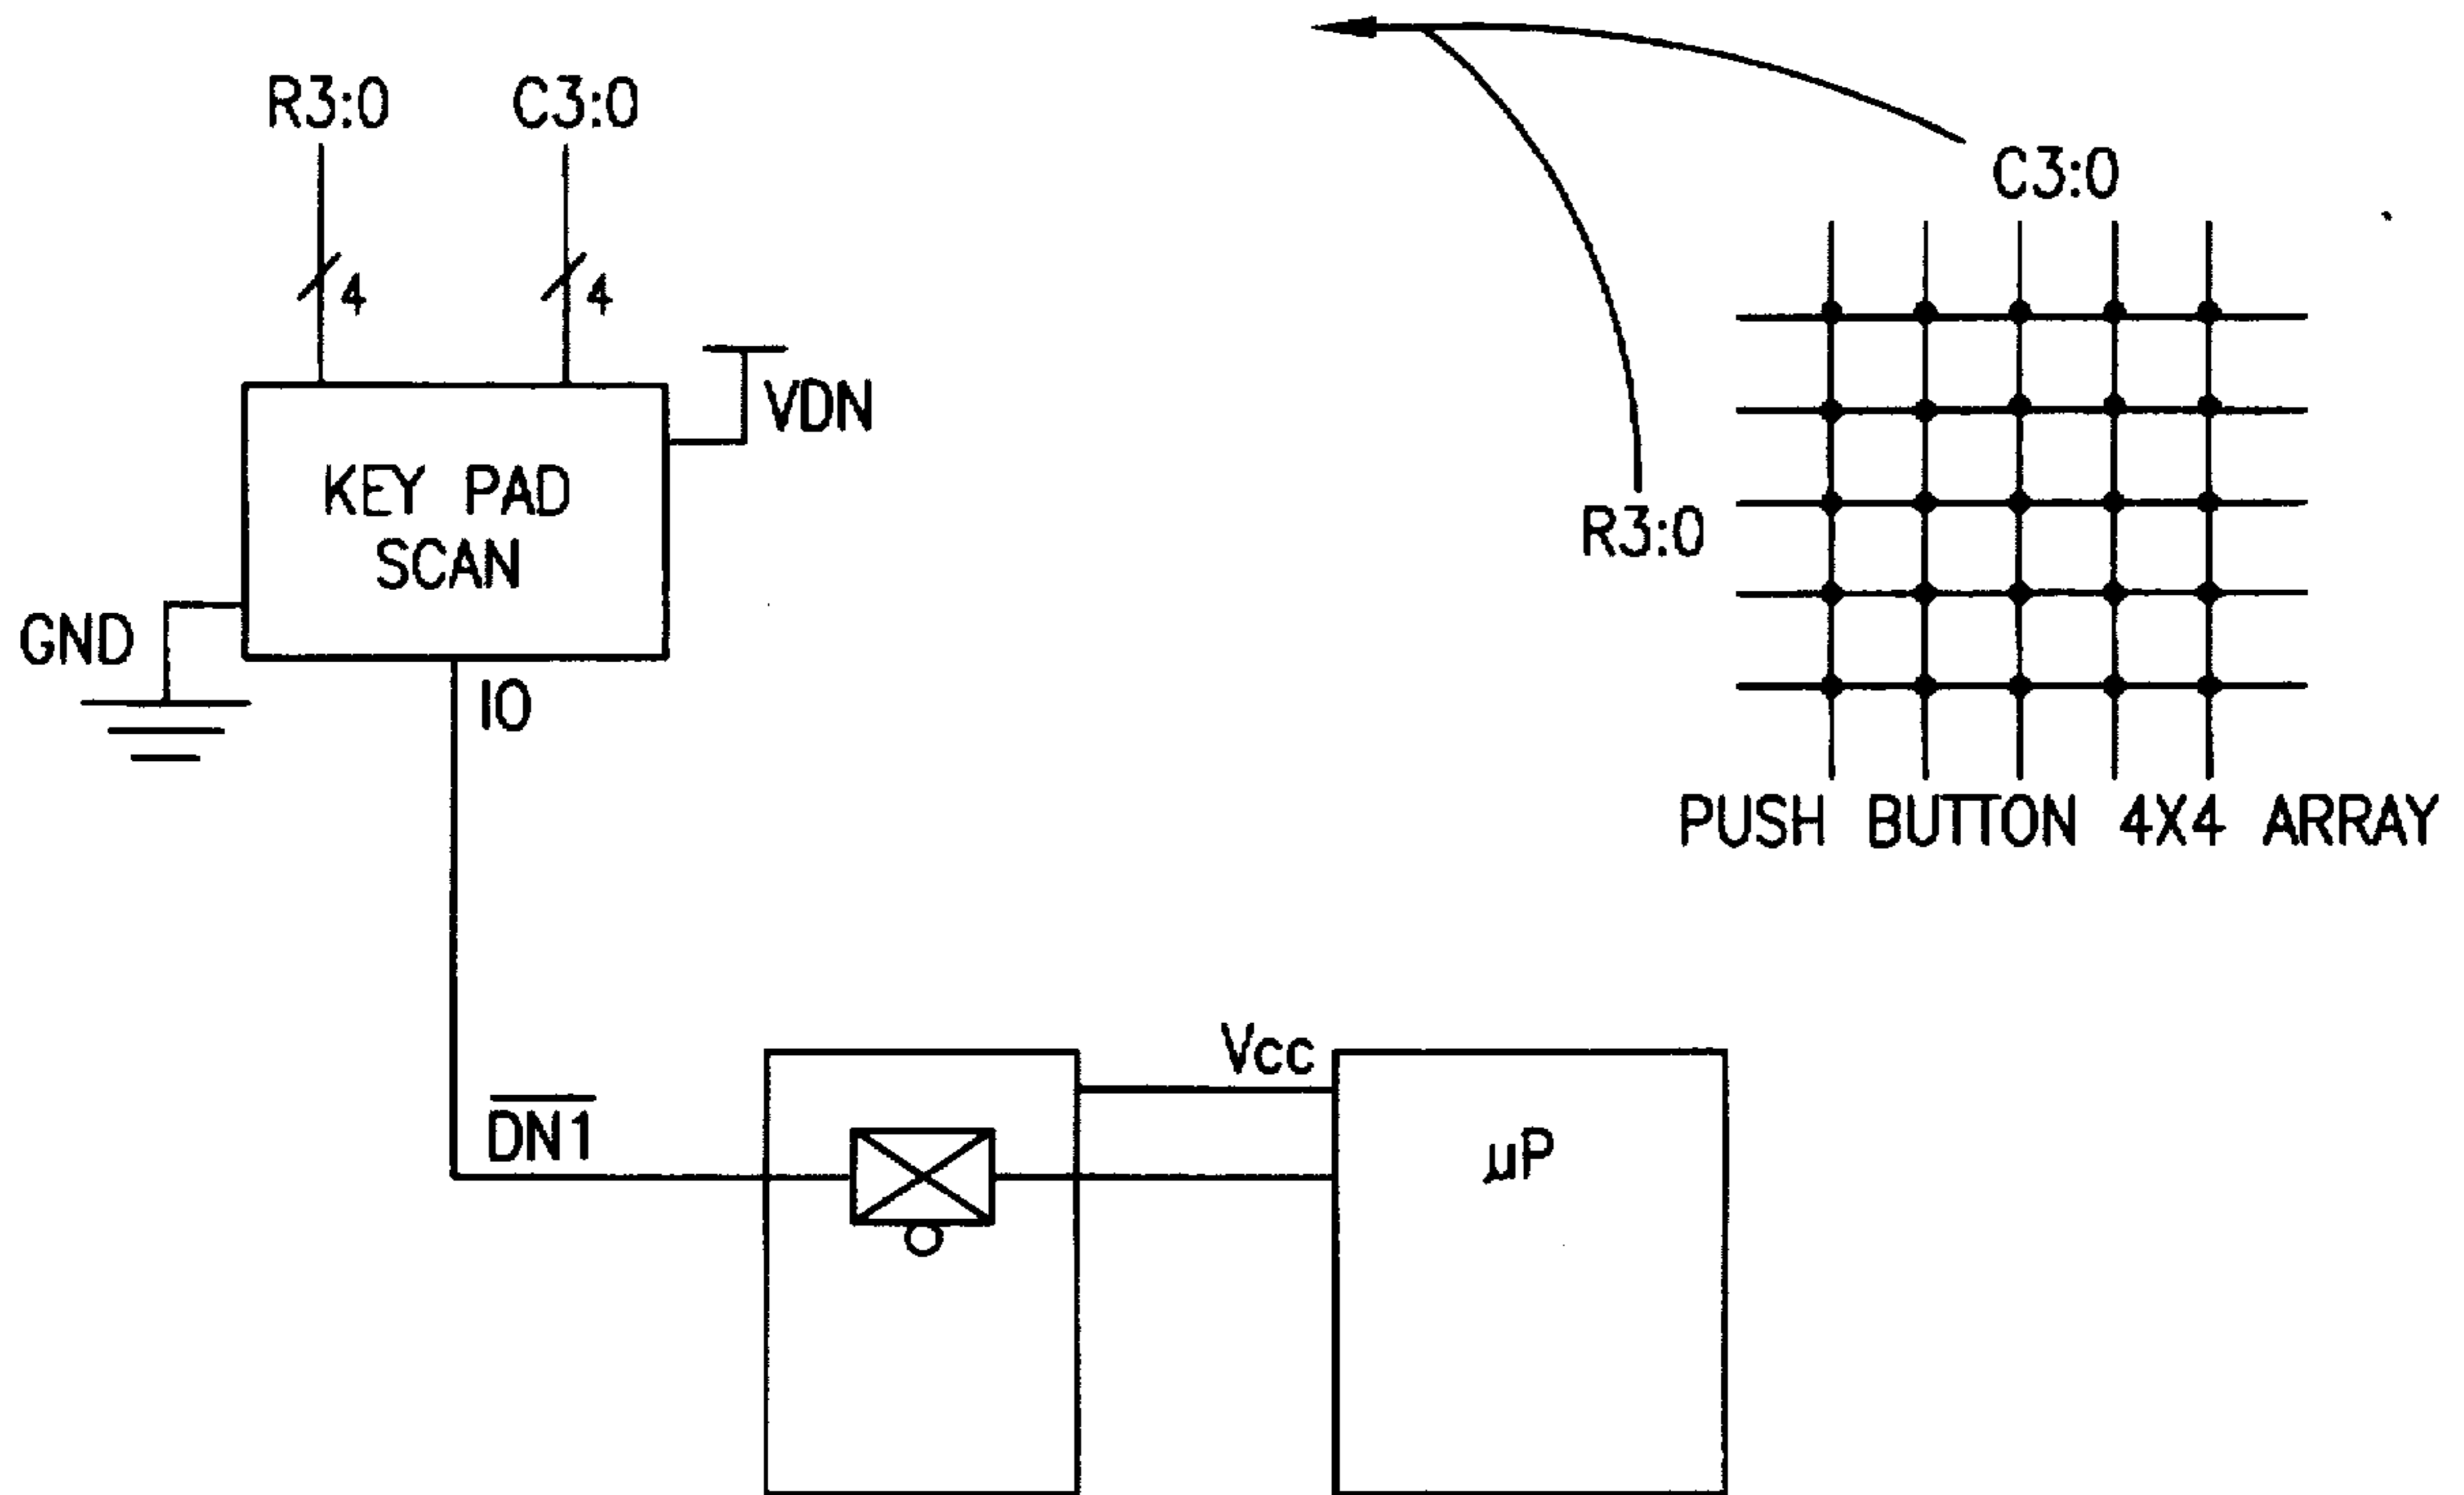 R3:0
C3:0
4
4
VDN
KEY PAD
SCAN
GND
IO
C3:0
R3:0
PUSH BUTTON 4X4 ARRAY
D̅N̅1̅
Vcc
µP